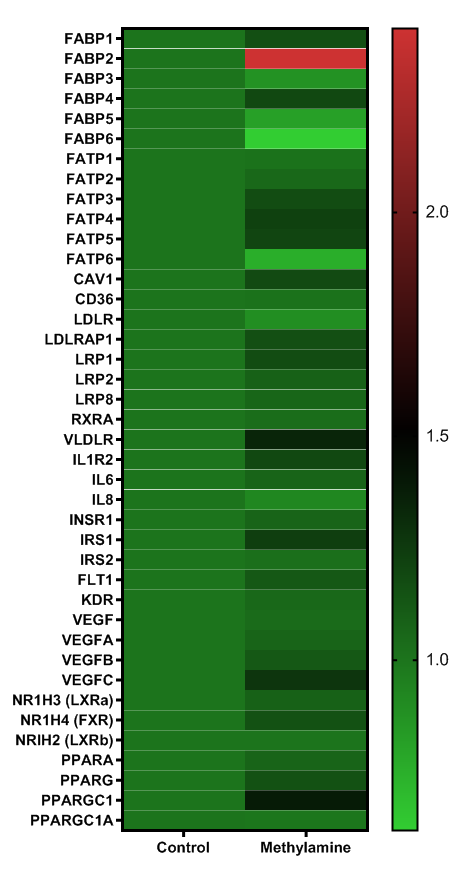 FABP1
FABP2
FABP3
FABP4
FABP5
FABP6
FATP1
FATP2
FATP3
FATP4
FATP5
FATP6
CAV1
CD36
LDLR
LDLRAP1
LRP1
LRP2
LRP8
RXRA
VLDLR
IL1R2
IL6
IL8
INSR1
IRS1
IRS2
FLT1
KDR
VEGF
VEGFA
VEGFB
VEGFC
NR1H3 (LXRa)
NR1H4 (FXR)
NRIH2 (LXRb)
PPARA
PPARG
PPARGC1
PPARGC1A
Control Methylamine
2.0
1.5
1.0